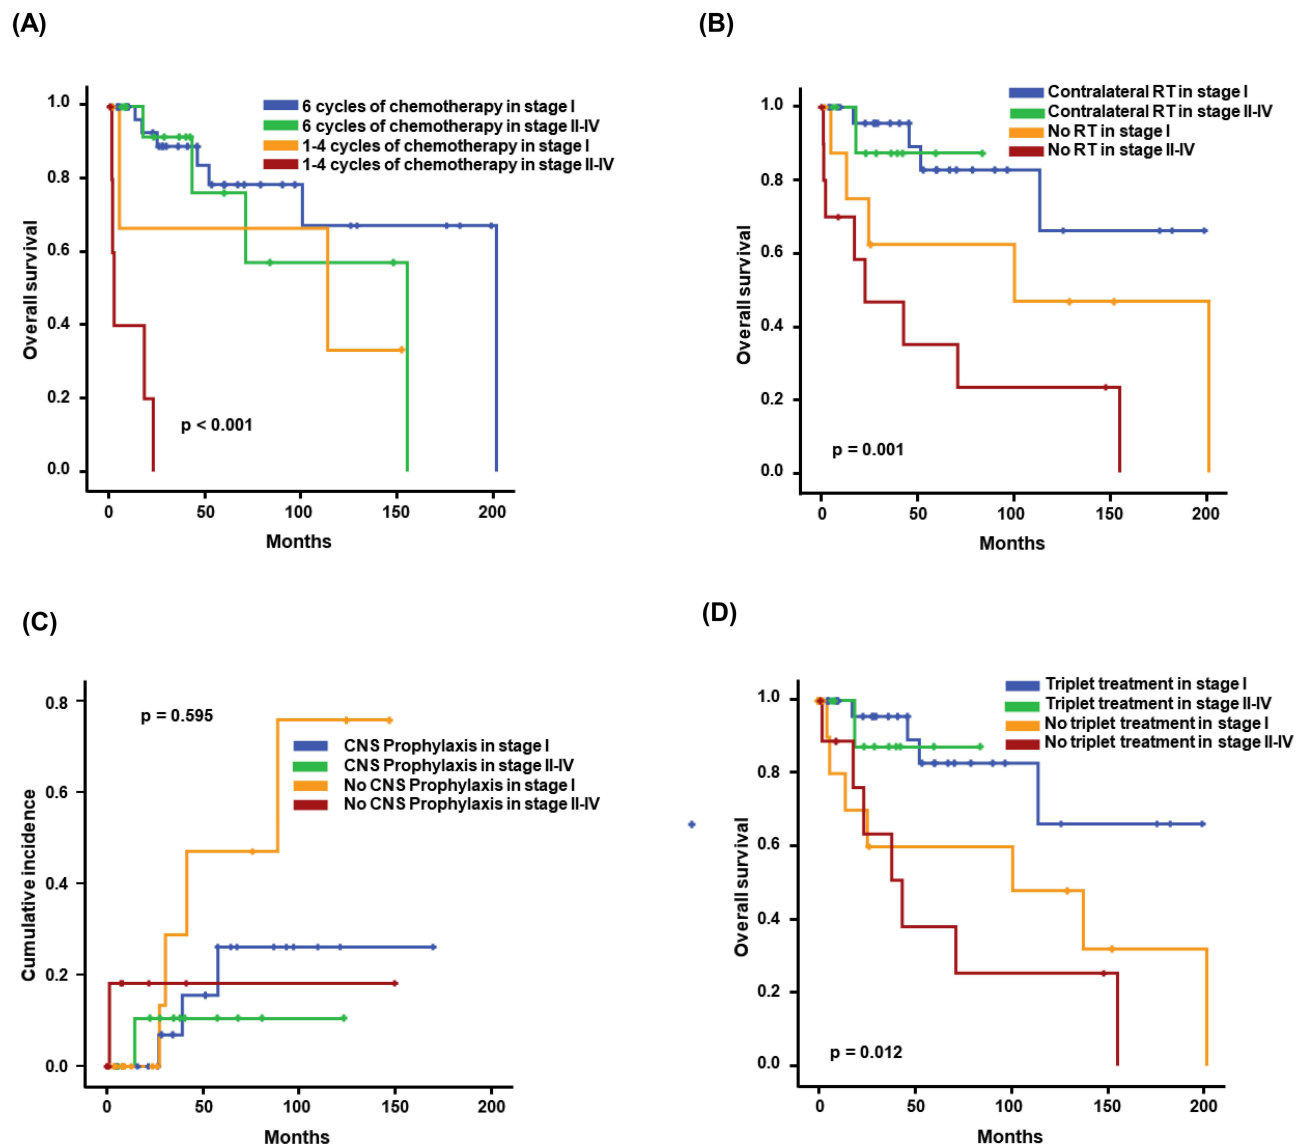 (A)
Overall survival
1.0
0.8
0.6
0.4
0.2
0.0
6 cycles of chemotherapy in stage I
6 cycles of chemotherapy in stage II-IV
1-4 cycles of chemotherapy in stage I
1-4 cycles of chemotherapy in stage II-IV
p < 0.001
0 50 100 150 200
Months
(B)
Overall survival
1.0
0.8
0.6
0.4
0.2
0.0
Contralateral RT in stage I
Contralateral RT in stage II-IV
No RT in stage I
No RT in stage II-IV
p = 0.001
0 50 100 150 200
Months
(C)
Cumulative incidence
0.8
0.6
0.4
0.2
0.0
p = 0.595
CNS Prophylaxis in stage I
CNS Prophylaxis in stage II-IV
No CNS Prophylaxis in stage I
No CNS Prophylaxis in stage II-IV
0 50 100 150 200
Months
(D)
Overall survival
1.0
0.8
0.6
0.4
0.2
0.0
Triplet treatment in stage I
Triplet treatment in stage II-IV
No triplet treatment in stage I
No triplet treatment in stage II-IV
p = 0.012
0 50 100 150 200
Months